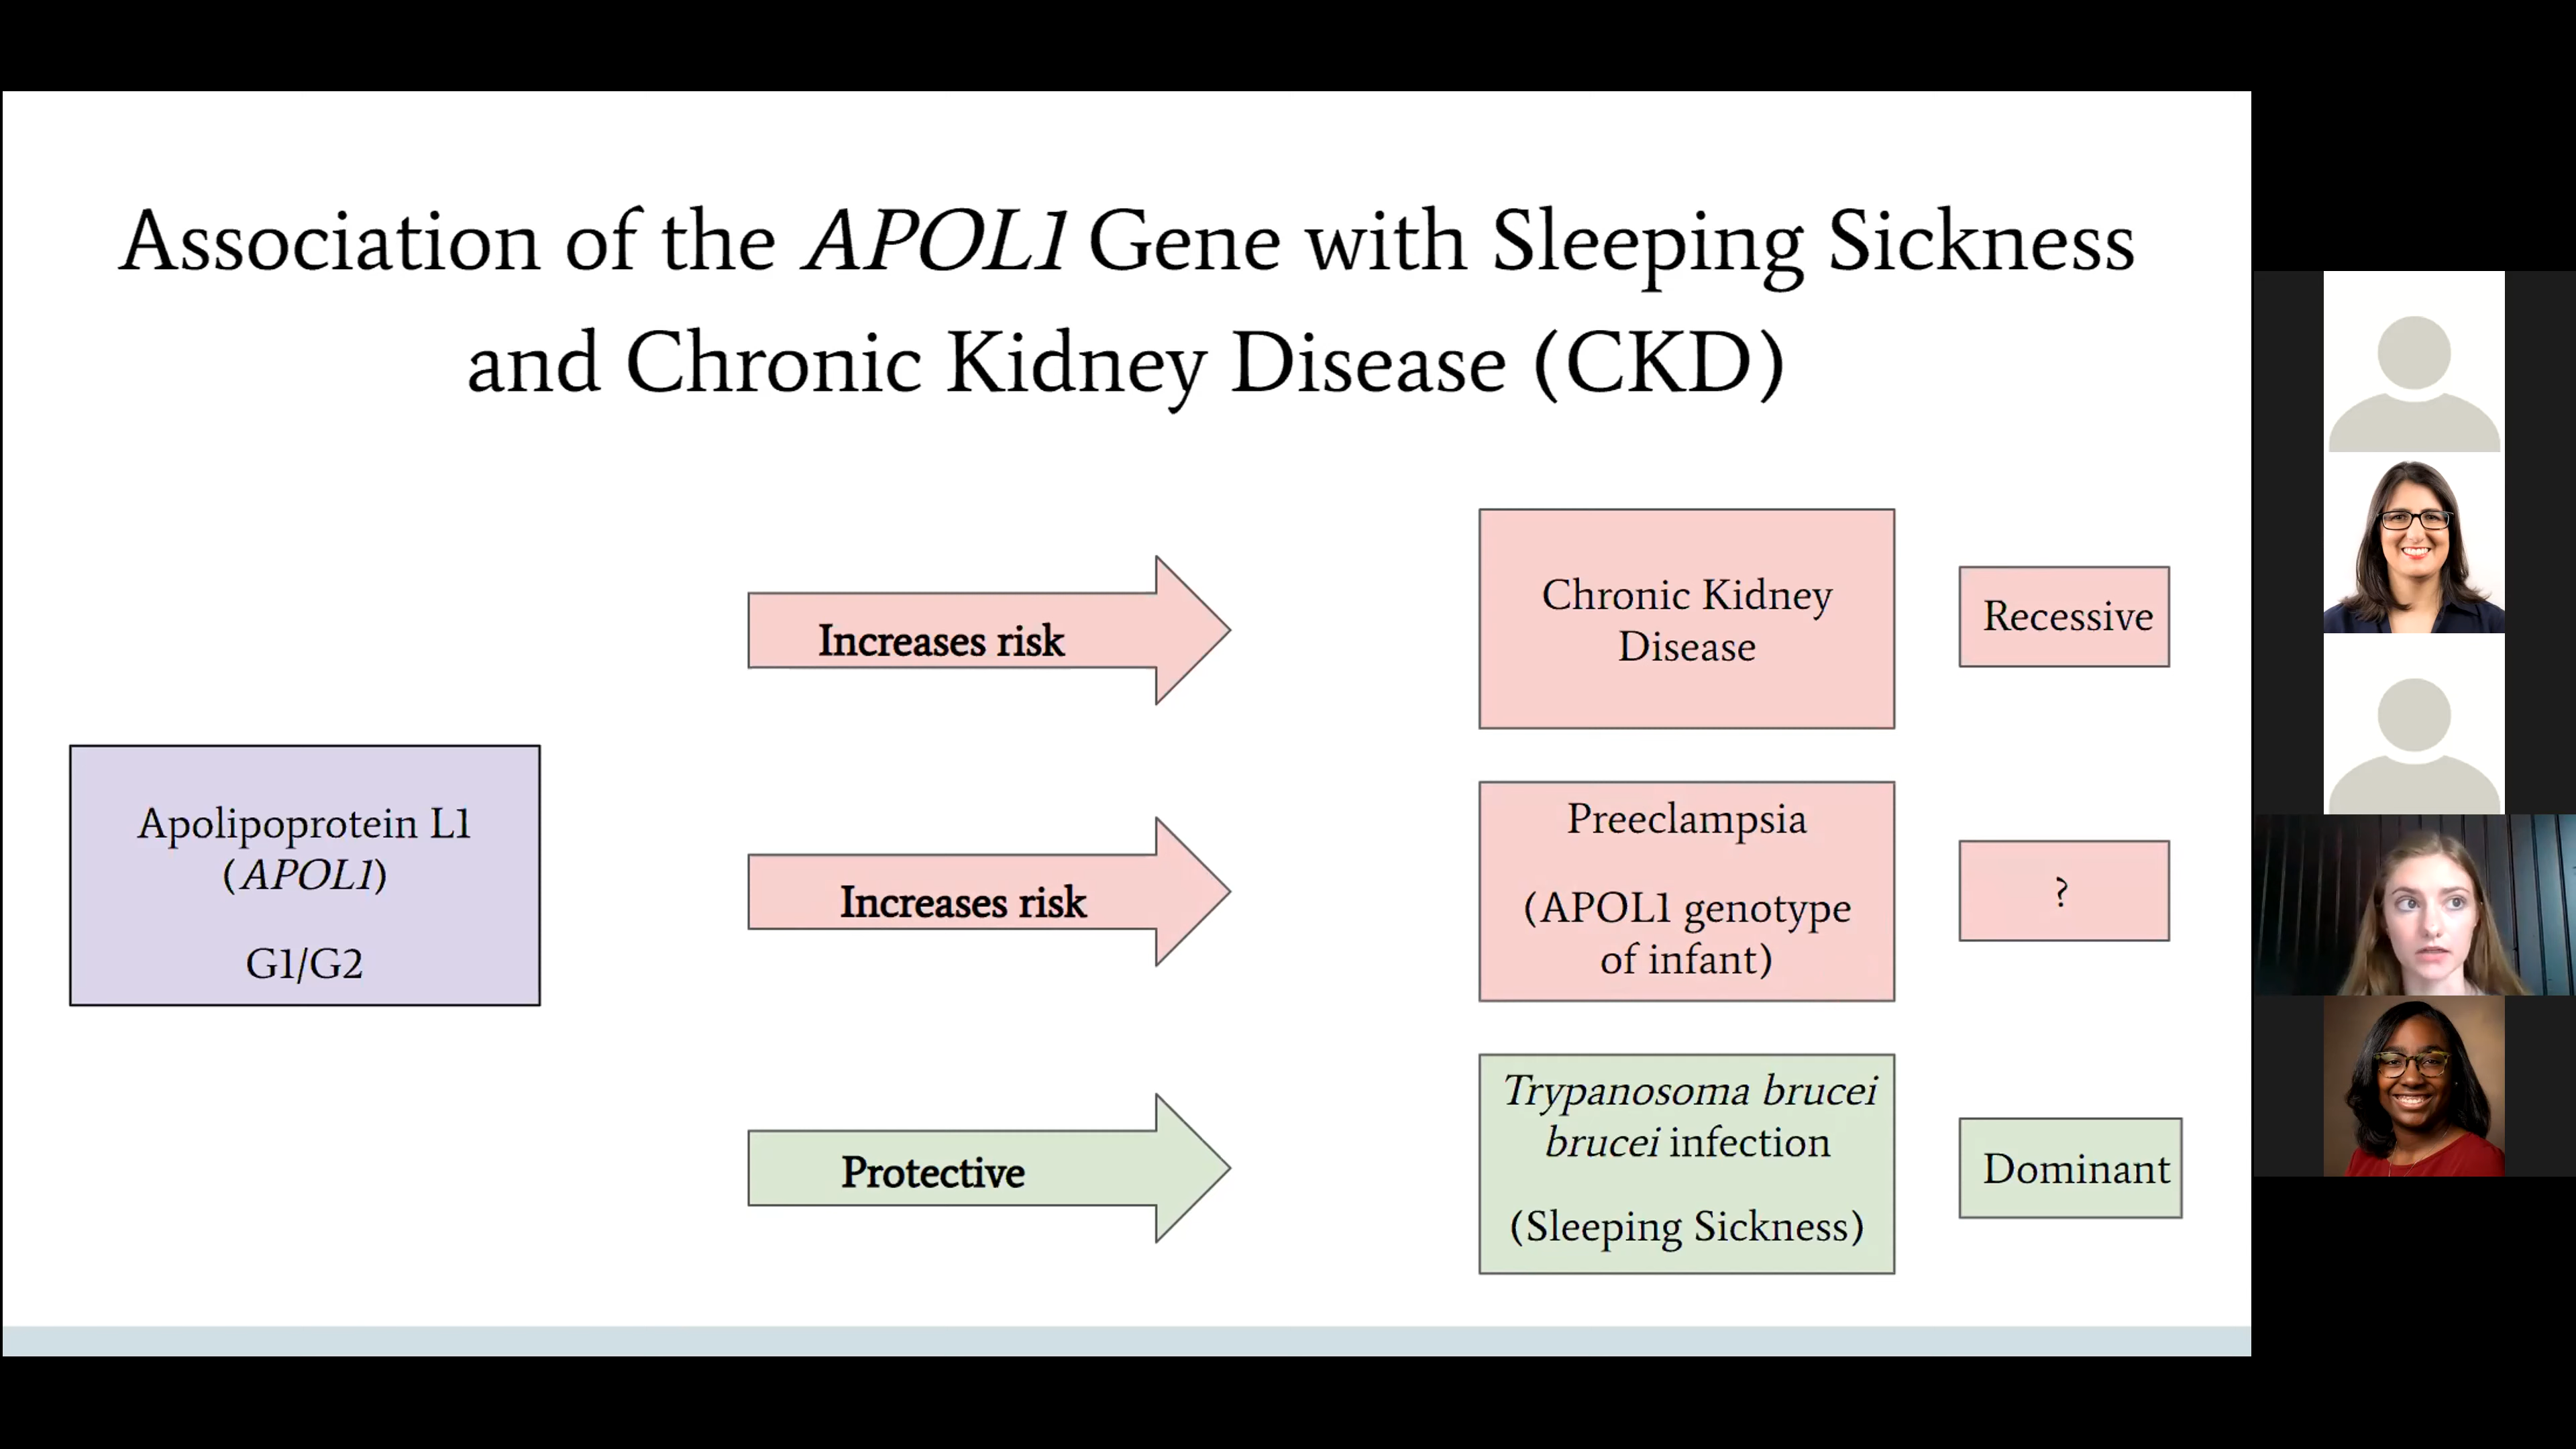 Association of the APOL1 Gene with Sleeping Sickness
and Chronic Kidney Disease (CKD)
Increases risk
Chronic Kidney
Disease
Recessive
Apolipoprotein L1
(APOL1)
G1/G2
Increases risk
Preeclampsia
(APOL1 genotype
of infant)
?
Protective
Trypanosoma brucei
brucei infection
(Sleeping Sickness)
Dominant